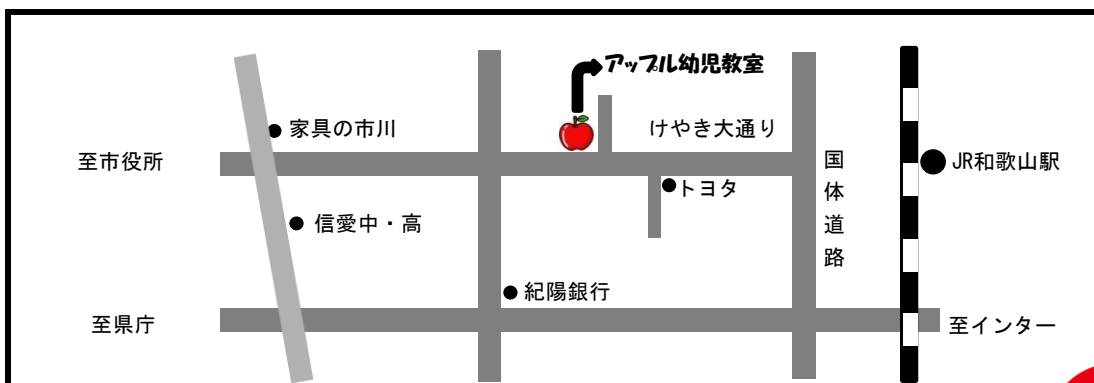 アップル幼児教室
家具の市川
けやき大通り
至市役所
国体道路
JR和歌山駅
トヨタ
信愛中・高
紀陽銀行
至県庁
至インター